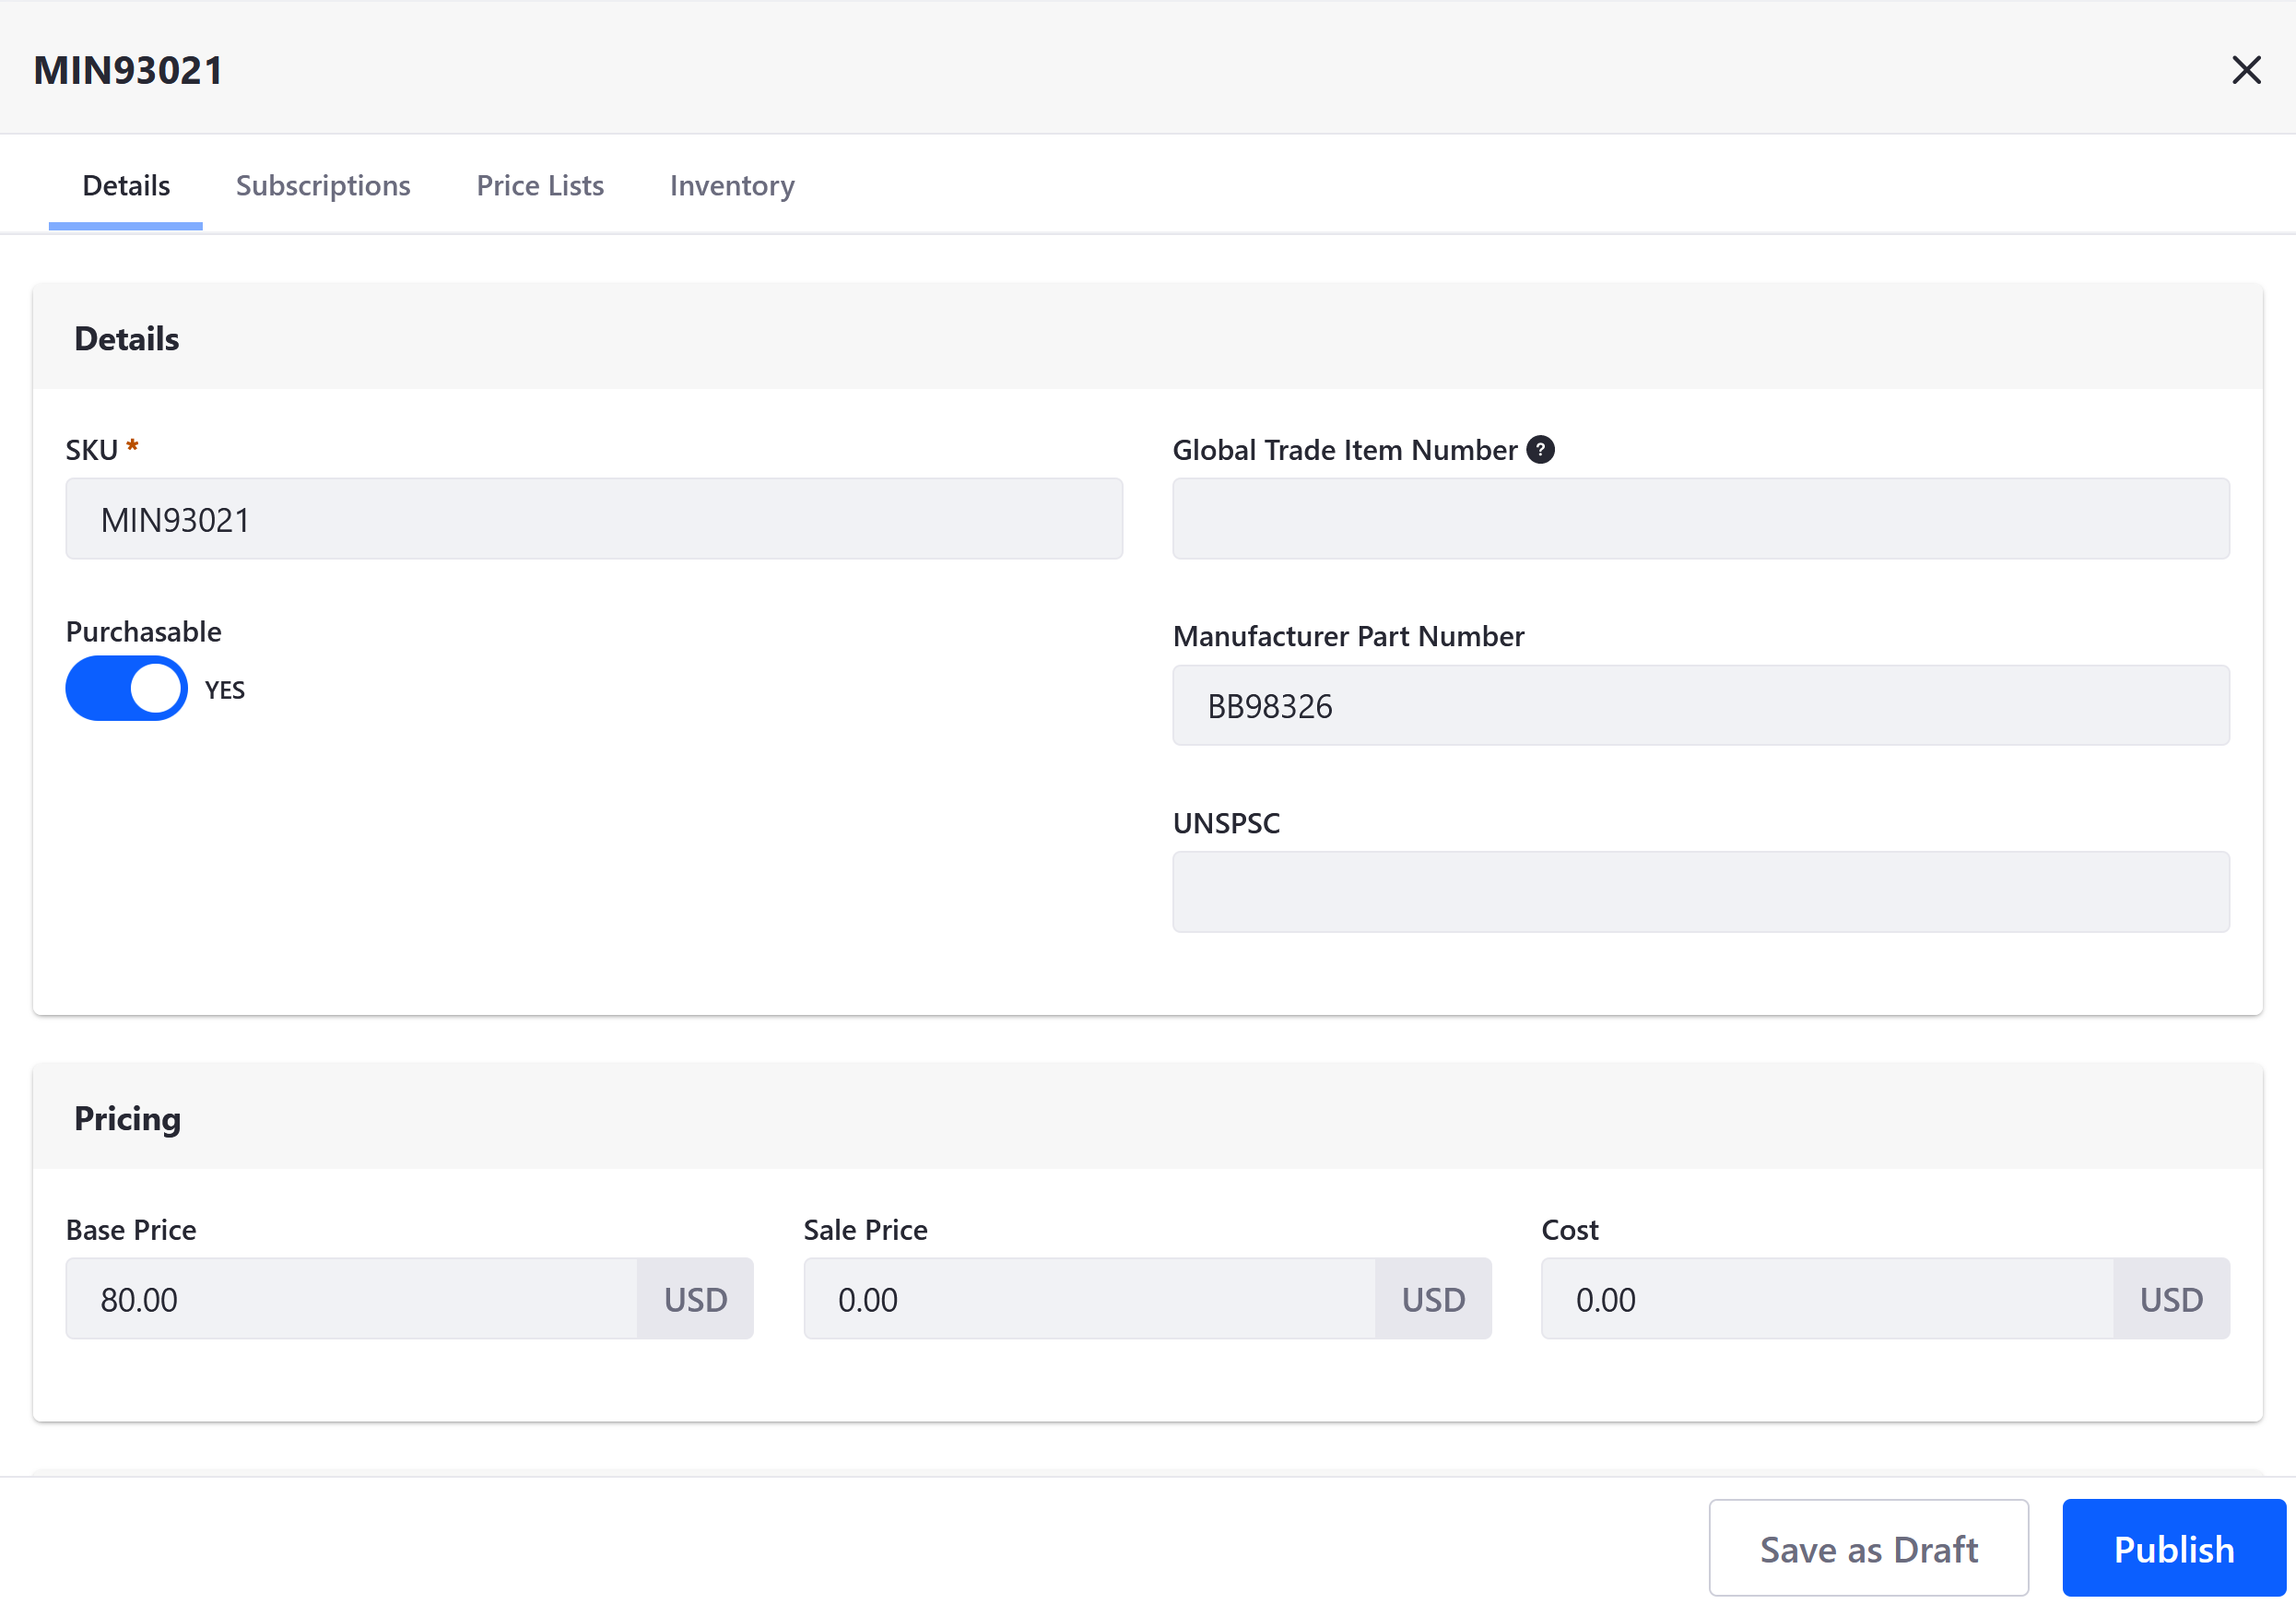 MIN93021
Details Subscriptions Price Lists Inventory
Details
SKU *
MIN93021
Global Trade Item Number ?
Purchasable
YES
Manufacturer Part Number
BB98326
UNSPSC
Pricing
Base Price
80.00 USD
Sale Price
0.00 USD
Cost
0.00 USD
Save as Draft Publish